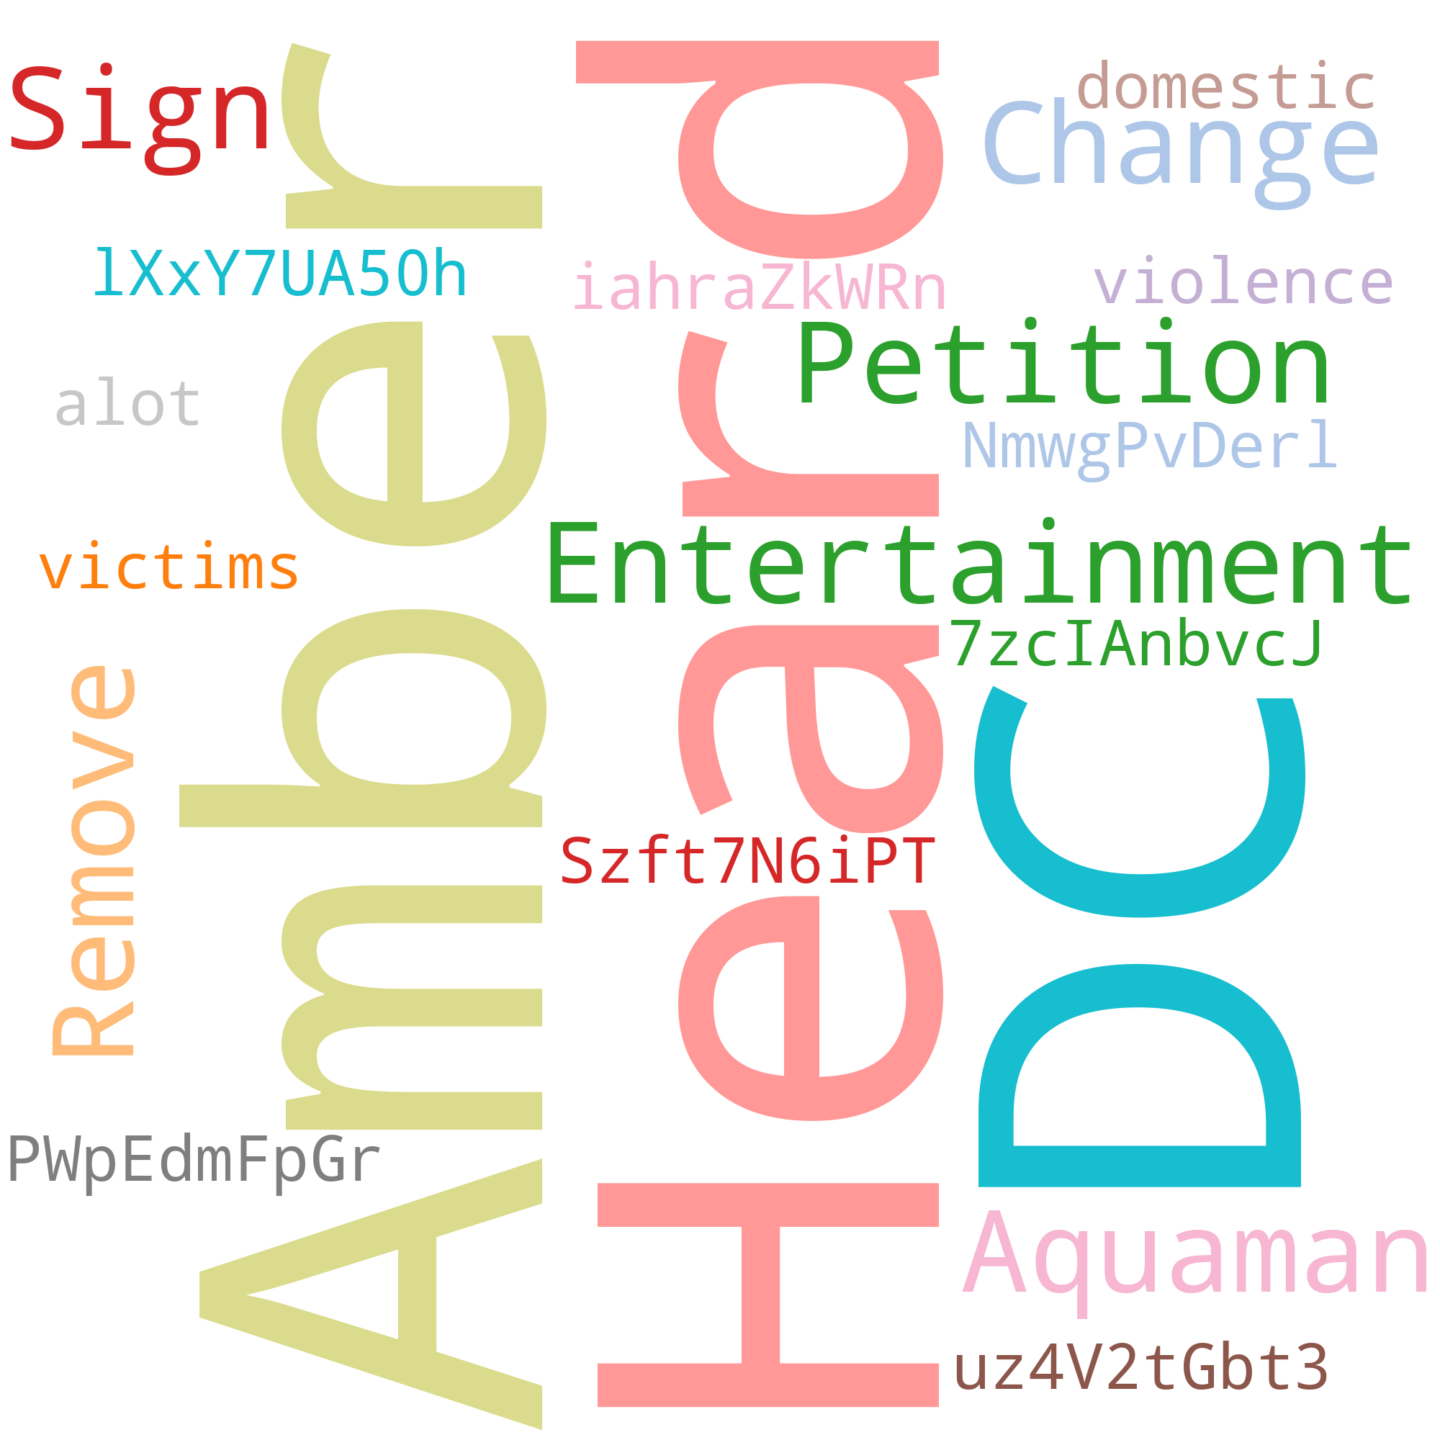 Sign
Amber
Heard
domestic
Change
lXxY7UA50h
iahraZkWRn
violence
Petition
alot
NmwgPvDerl
victims
Entertainment
7zcIAnbvcJ
Remove
DC
Szft7N6iPT
PWpEdmFpGr
Aquaman
uz4V2tGbt3